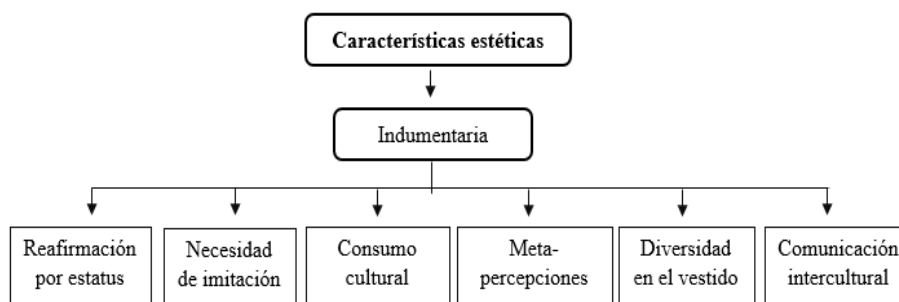 Características estéticas
Indumentaria
Reafirmación
por estatus
Necesidad
de imitación
Consumo
cultural
Meta-
percepciones
Diversidad
en el vestido
Comunicación
intercultural